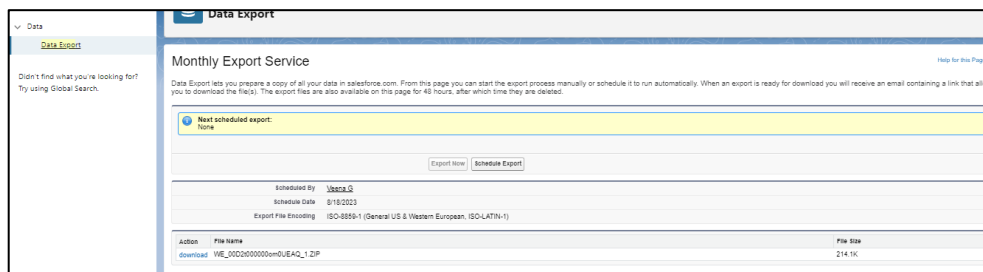 Data
Data Export
Didn't find what you're looking for?
Try using Global Search.
Data Export
Monthly Export Service
Help for this Pag
Data Export lets you prepare a copy of all your data in salesforce.com. From this page you can start the export process manually or schedule it to run automatically. When an export is ready for download you will receive an email containing a link that all
you to download the file(s). The export files are also available on this page for 48 hours, after which time they are deleted.
Next scheduled export:
None
Export Now Schedule Export
Scheduled By Veena G
Schedule Date 8/18/2023
Export File Encoding ISO-8859-1 (General US & Western European, ISO-LATIN-1)
Action File Name File Size
download WE_00D2t000000om0UEAQ_1.ZIP 214.1K